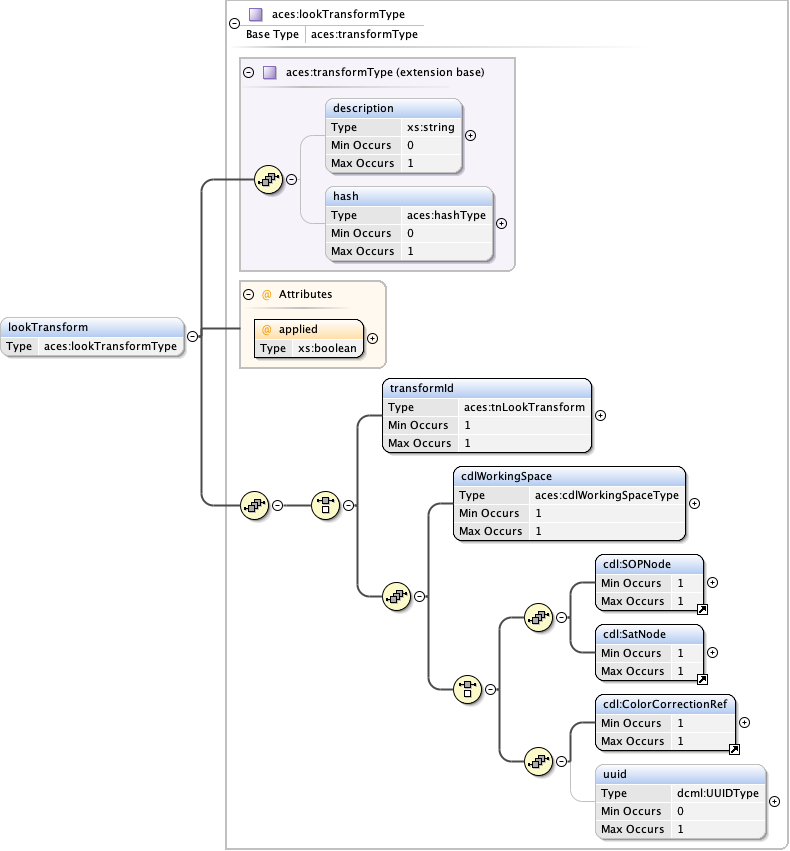 aces:lookTransformType
Base Type aces:transformType
aces:transformType (extension base)
description
Type xs:string
Min Occurs 0
Max Occurs 1
hash
Type aces:hashType
Min Occurs 0
Max Occurs 1
@ Attributes
@ applied
Type xs:boolean
lookTransform
Type aces:lookTransformType
transformId
Type aces:tnLookTransform
Min Occurs 1
Max Occurs 1
cdlWorkingSpace
Type aces:cdlWorkingSpaceType
Min Occurs 1
Max Occurs 1
cdl:SOPNode
Min Occurs 1
Max Occurs 1
cdl:SatNode
Min Occurs 1
Max Occurs 1
cdl:ColorCorrectionRef
Min Occurs 1
Max Occurs 1
uuid
Type dcml:UUIDType
Min Occurs 0
Max Occurs 1